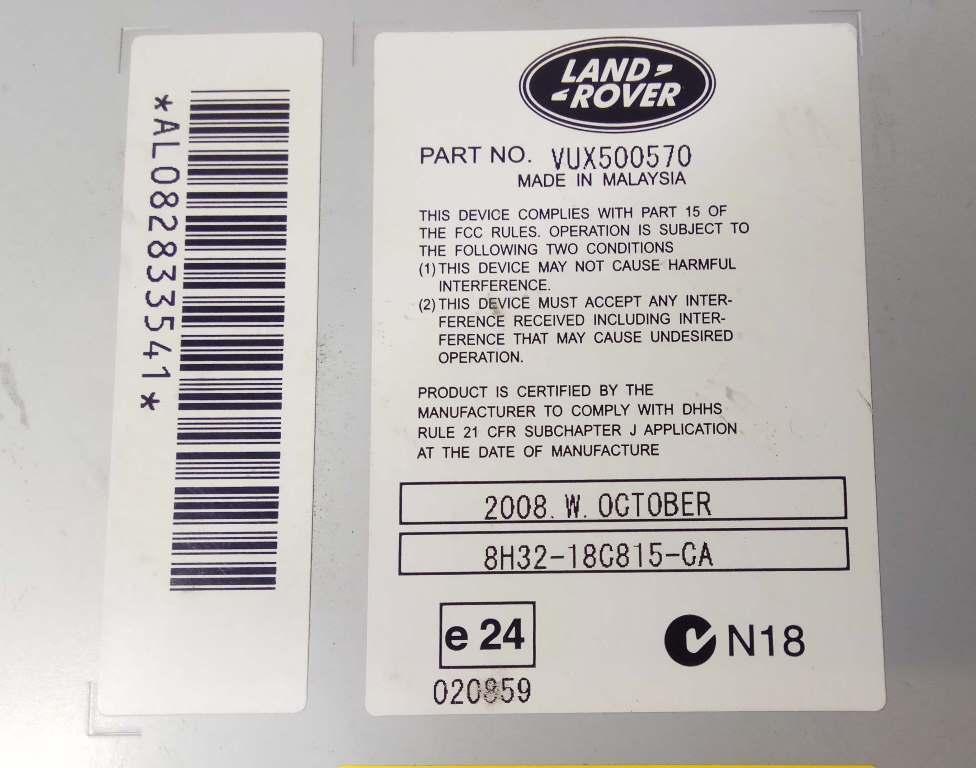 *AL082833541*
LAND
ROVER
PART NO. VUX500570
MADE IN MALAYSIA
THIS DEVICE COMPLIES WITH PART 15 OF
THE FCC RULES. OPERATION IS SUBJECT TO
THE FOLLOWING TWO CONDITIONS
(1) THIS DEVICE MAY NOT CAUSE HARMFUL
INTERFERENCE.
(2) THIS DEVICE MUST ACCEPT ANY INTER-
FERENCE RECEIVED INCLUDING INTER-
FERENCE THAT MAY CAUSE UNDESIRED
OPERATION.
PRODUCT IS CERTIFIED BY THE
MANUFACTURER TO COMPLY WITH DHHS
RULE 21 CFR SUBCHAPTER J APPLICATION
AT THE DATE OF MANUFACTURE
2008. W. OCTOBER
8H32-18C815-CA
e 24
020859
N18